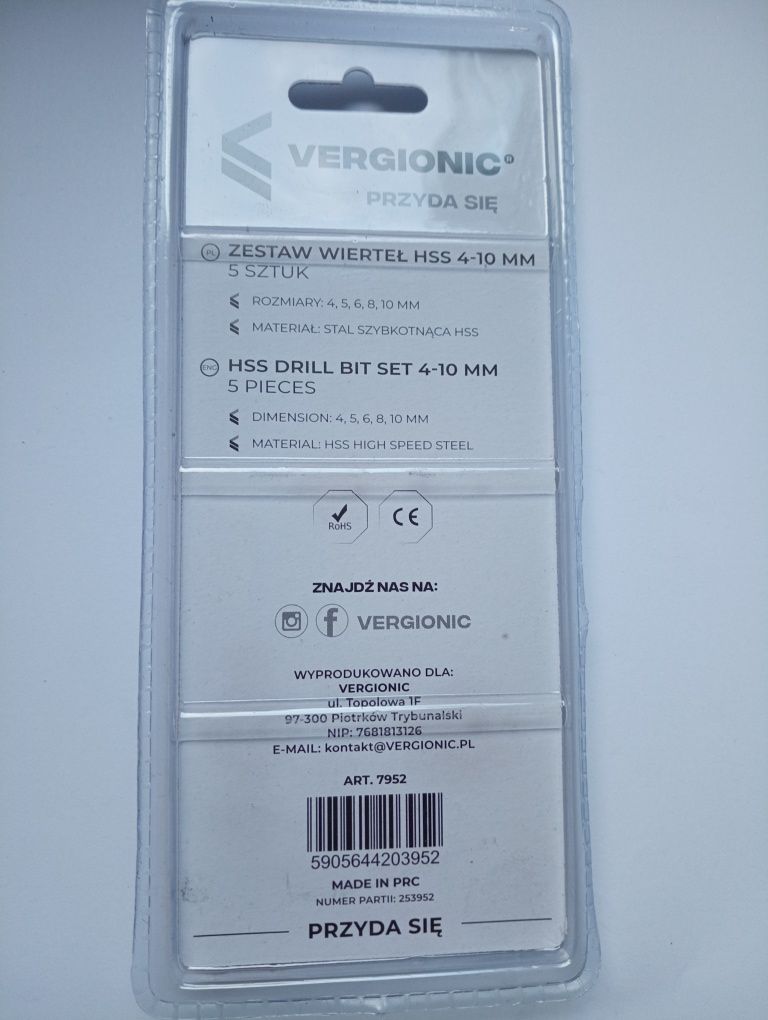 VERGIONIC®
PRZYDA SIĘ
PL ZESTAW WIERTEŁ HSS 4-10 MM
5 SZTUK
ROZMIARY: 4, 5, 6, 8, 10 MM
MATERIAŁ: STAL SZYBKOTNĄCA HSS
ENG HSS DRILL BIT SET 4-10 MM
5 PIECES
DIMENSION: 4, 5, 6, 8, 10 MM
MATERIAL: HSS HIGH SPEED STEEL
RoHS CE
ZNAJDŹ NAS NA:
VERGIONIC
WYPRODUKOWANO DLA:
VERGIONIC
ul. Topolowa 1F
97-300 Piotrków Trybunalski
NIP: 7681813126
E-MAIL: kontakt@VERGIONIC.PL
ART. 7952
5905644203952
MADE IN PRC
NUMER PARTII: 253952
PRZYDA SIĘ